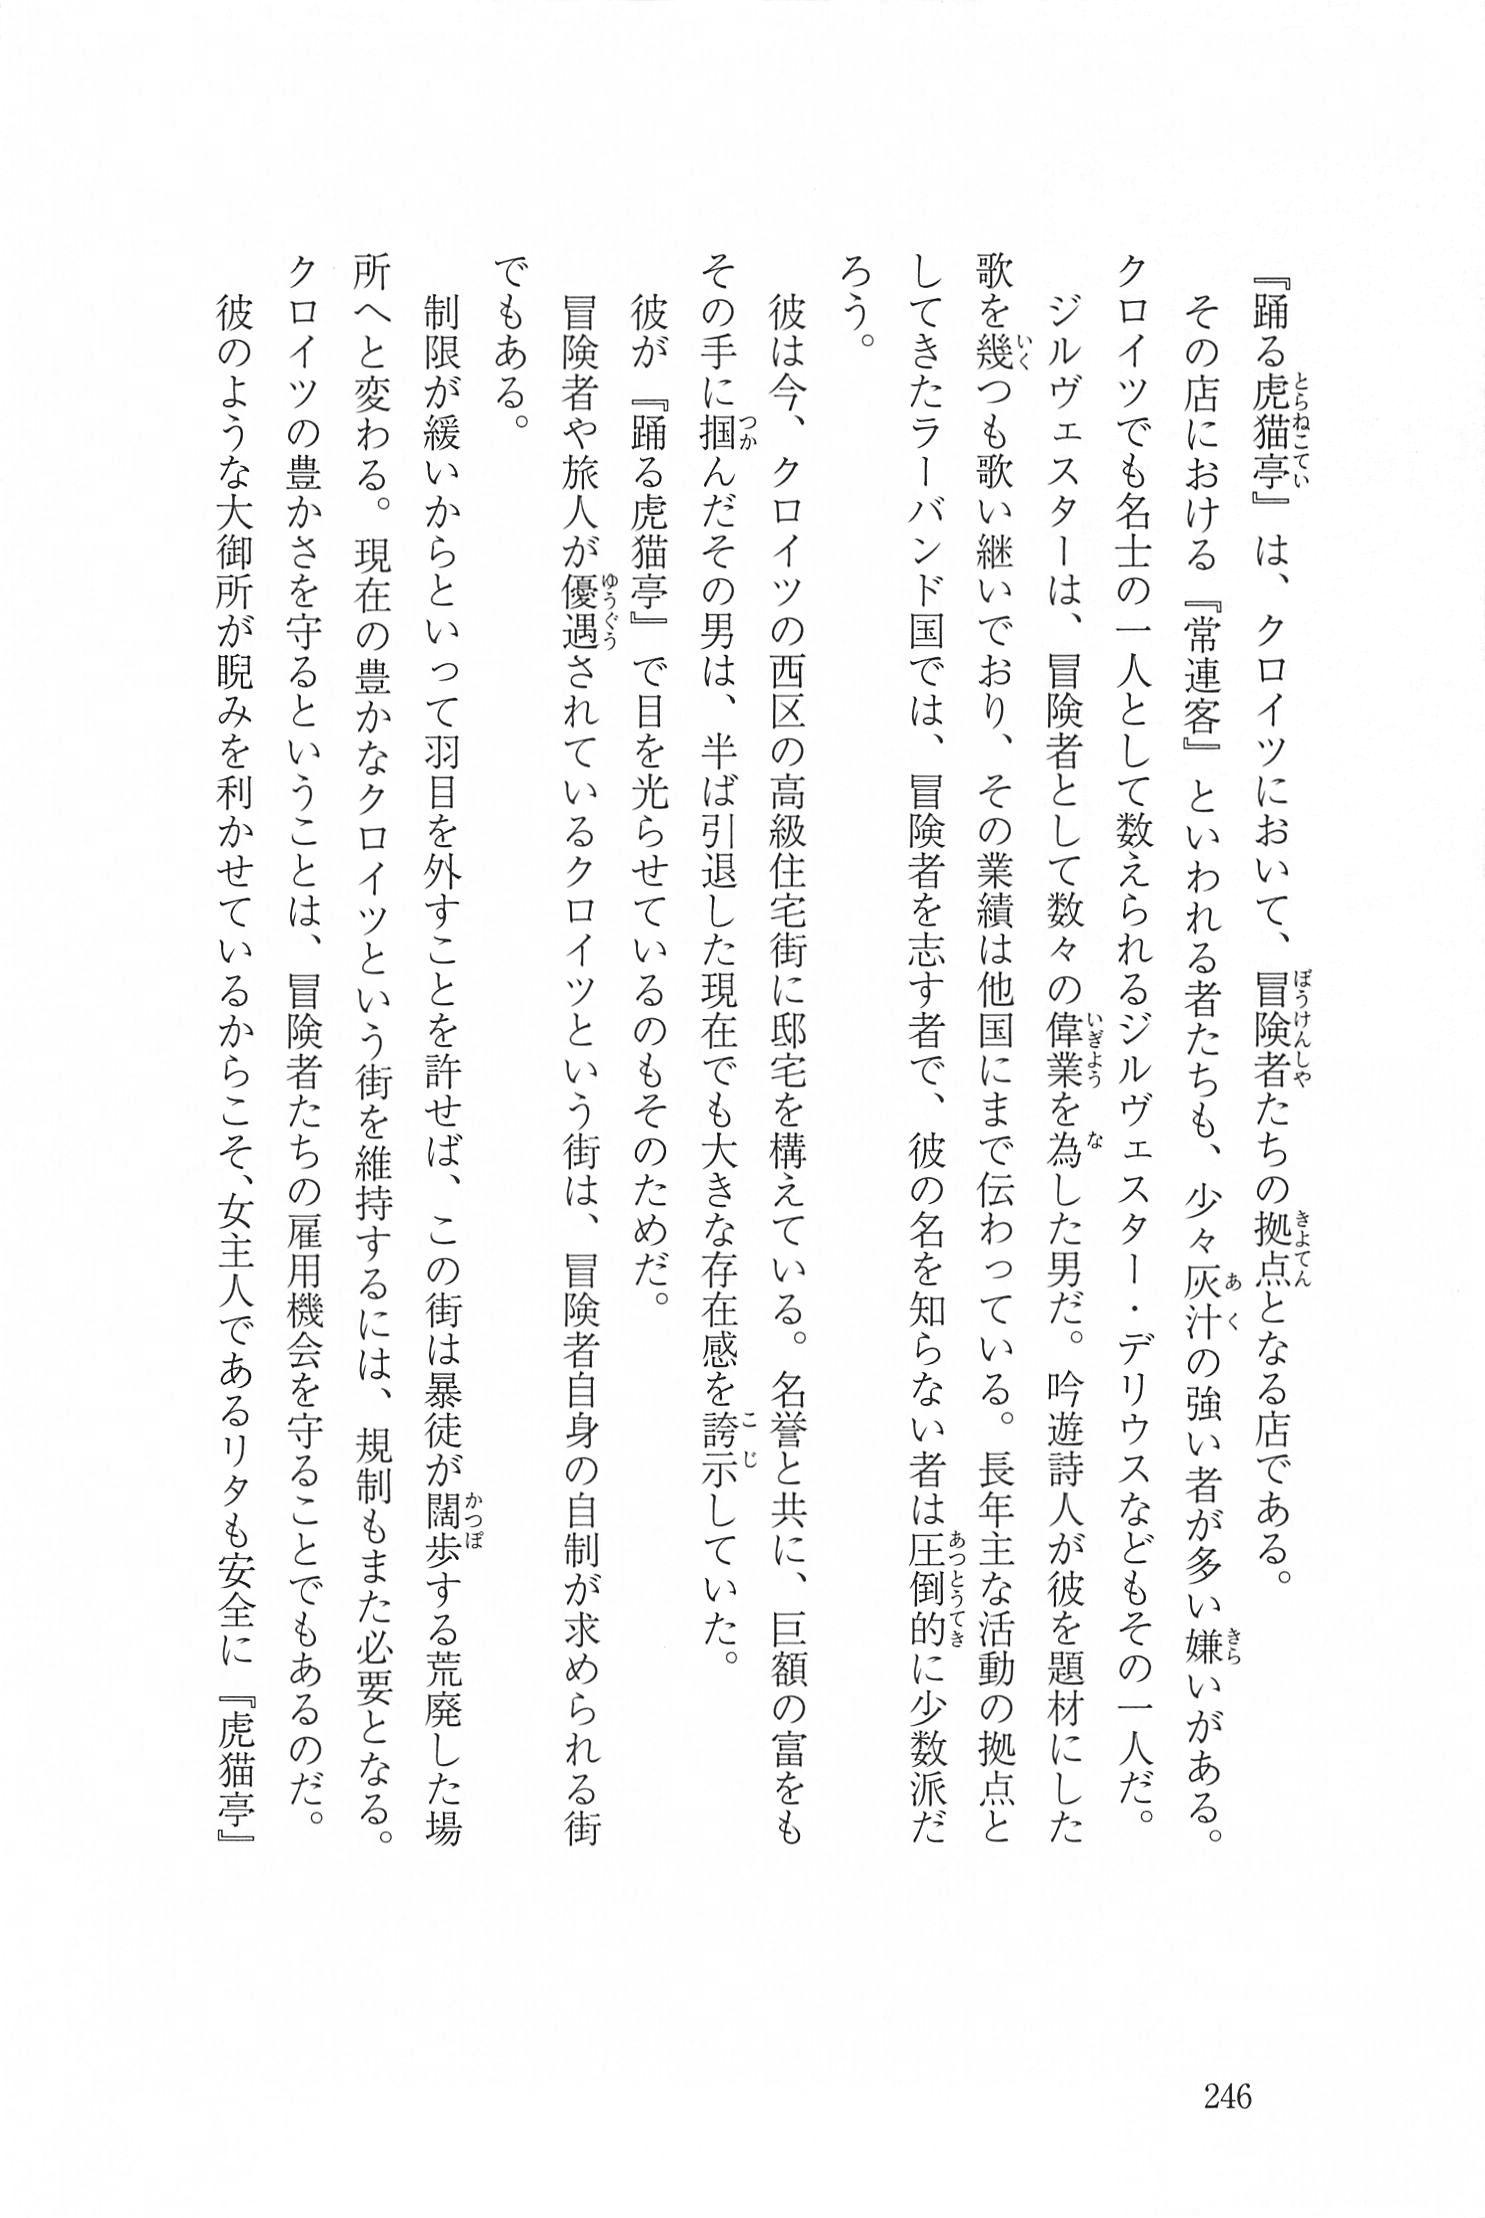 『踊る虎猫亭』は、クロイツにおいて、冒険者たちの拠点となる店である。
その店における『常連客』といわれる者たちも、少々灰汁の強い者が多い嫌いがある。
クロイツでも名士の一人として数えられるジルヴェスター・デリウスなどもその一人だ。
ジルヴェスターは、冒険者として数々の偉業を為した男だ。吟遊詩人が彼を題材にした
歌を幾つも歌い継いでおり、その業績は他国にまで伝わっている。長年主な活動の拠点と
してきたラーバンド国では、冒険者を志す者で、彼の名を知らない者は圧倒的に少数派だ
ろう。
彼は今、クロイツの西区の高級住宅街に邸宅を構えている。名誉と共に、巨額の富をも
その手に掴んだその男は、半ば引退した現在でも大きな存在感を誇示していた。
彼が『踊る虎猫亭』で目を光らせているのもそのためだ。
冒険者や旅人が優遇されているクロイツという街は、冒険者自身の自制が求められる街
でもある。
制限が緩いからといって羽目を外すことを許せば、この街は暴徒が闊歩する荒廃した場
所へと変わる。現在の豊かなクロイツという街を維持するには、規制もまた必要となる。
クロイツの豊かさを守るということは、冒険者たちの雇用機会を守ることでもあるのだ。
彼のような大御所が睨みを利かせているからこそ、女主人であるリタも安全に『虎猫亭』
246